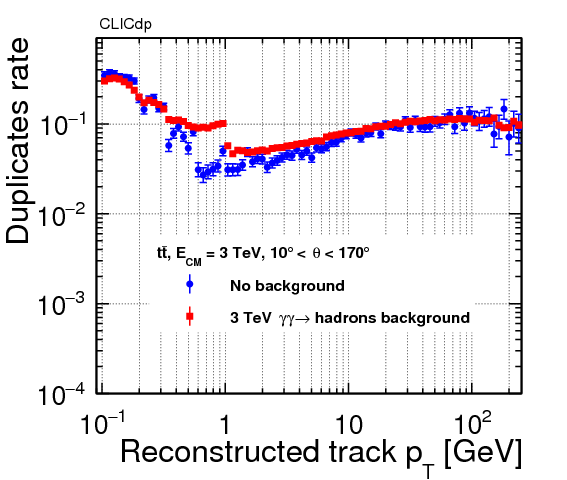 CLICdp
Duplicates rate
10⁻¹
10⁻²
10⁻³
10⁻⁴
tt̄, E_CM = 3 TeV, 10° < θ < 170°
No background
3 TeV γγ→ hadrons background
10⁻¹ 1 10 10²
Reconstructed track p_T [GeV]